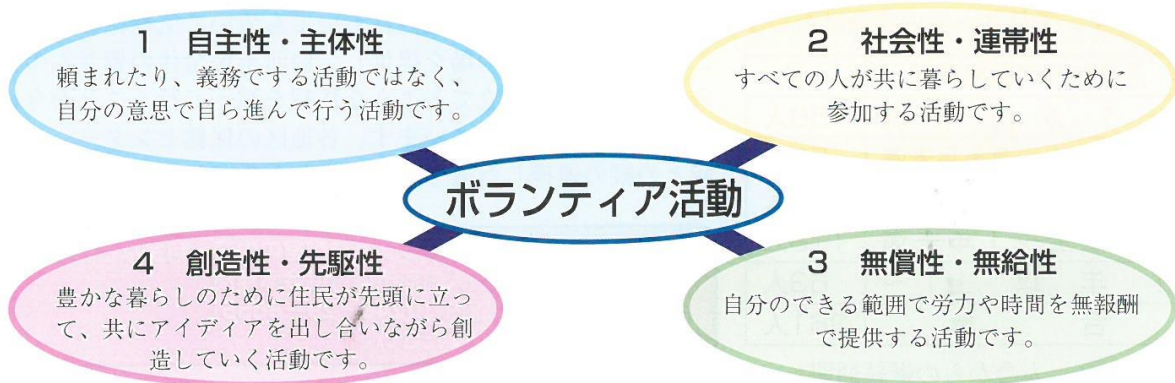 1 自主性・主体性
頼まれたり、義務でする活動ではなく、
自分の意思で自ら進んで行う活動です。
2 社会性・連帯性
すべての人が共に暮らしていくために
参加する活動です。
ボランティア活動
4 創造性・先駆性
豊かな暮らしのために住民が先頭に立っ
て、共にアイディアを出し合いながら創
造していく活動です。
3 無償性・無給性
自分のできる範囲で労力や時間を無報酬
で提供する活動です。